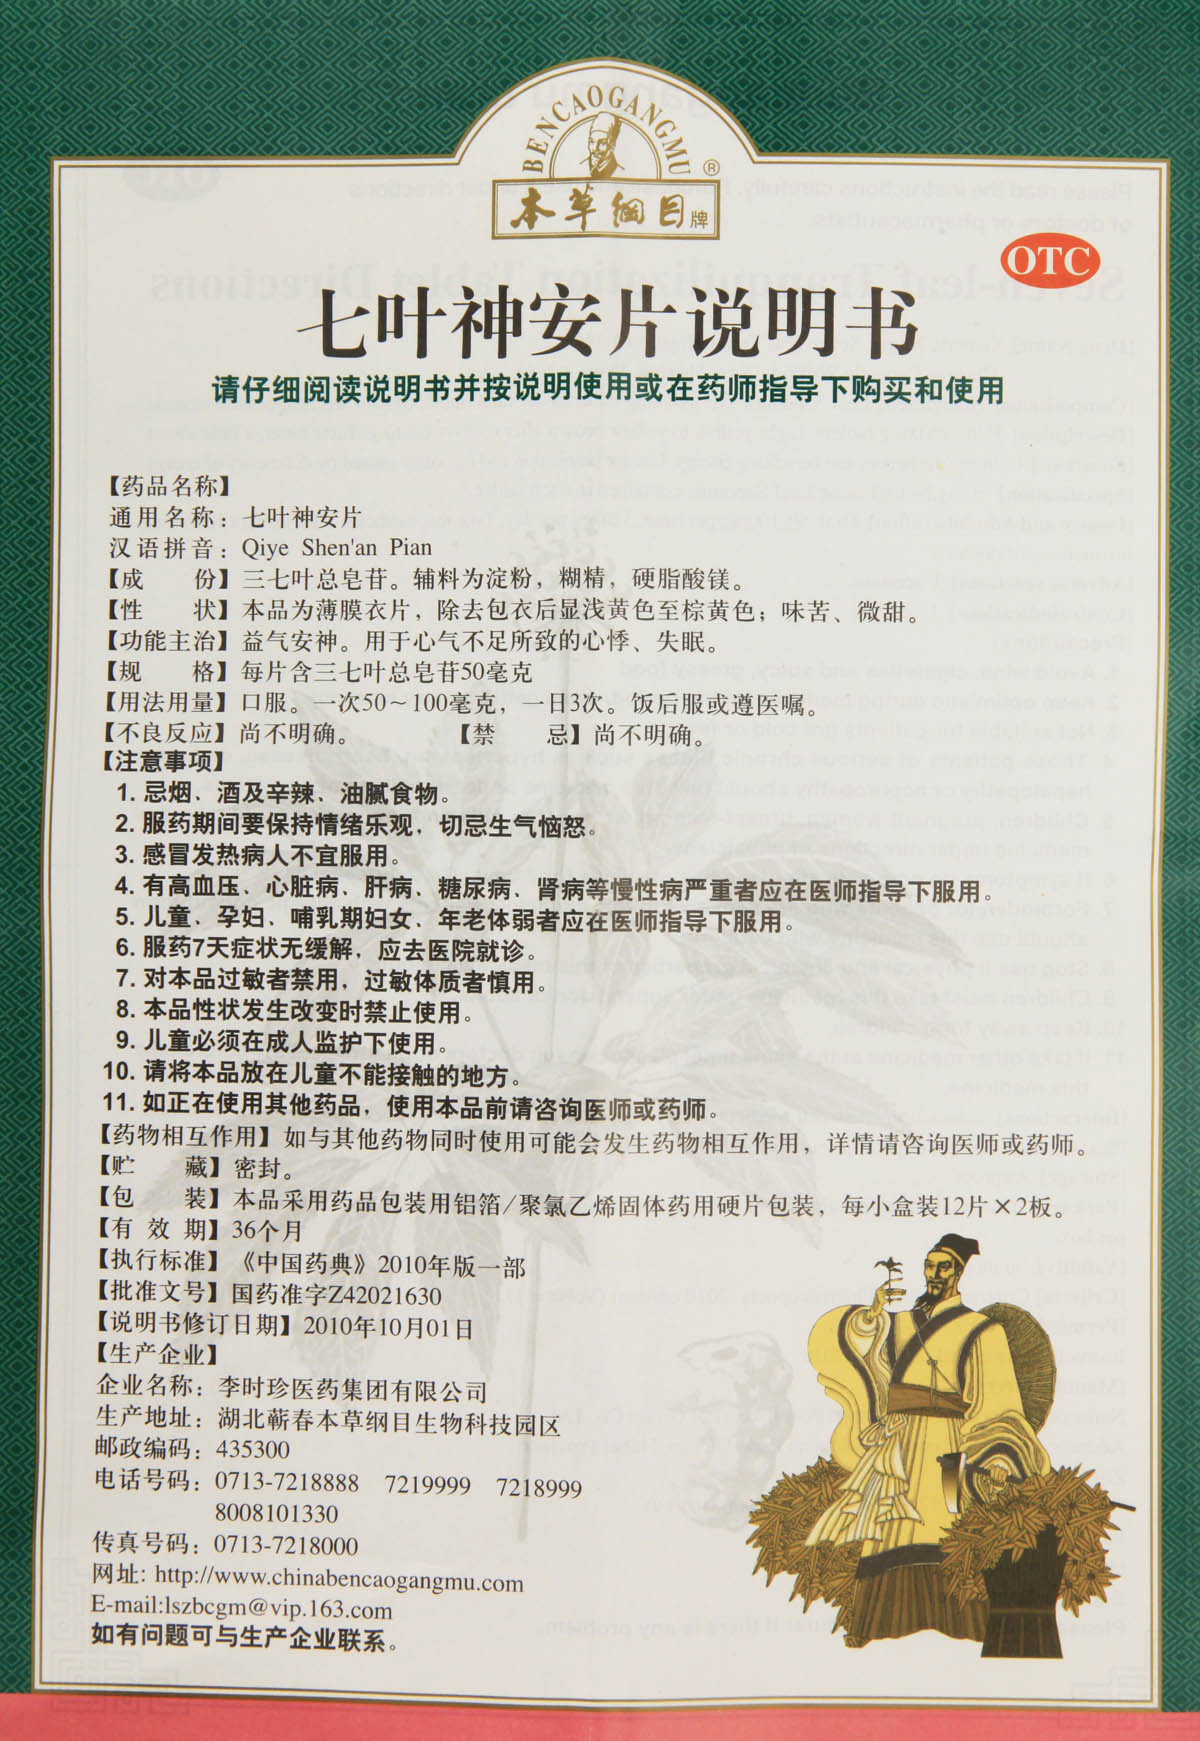 BENCAOGANGMU
®
本草纲目牌
OTC
七叶神安片说明书
请仔细阅读说明书并按说明使用或在药师指导下购买和使用
【药品名称】
通用名称：七叶神安片
汉语拼音：Qiye Shen'an Pian
【成 份】三七叶总皂苷。辅料为淀粉，糊精，硬脂酸镁。
【性 状】本品为薄膜衣片，除去包衣后显浅黄色至棕黄色；味苦、微甜。
【功能主治】益气安神。用于心气不足所致的心悸、失眠。
【规 格】每片含三七叶总皂苷50毫克
【用法用量】口服。一次50～100毫克，一日3次。饭后服或遵医嘱。
【不良反应】尚不明确。 【禁 忌】尚不明确。
【注意事项】
1. 忌烟、酒及辛辣、油腻食物。
2. 服药期间要保持情绪乐观，切忌生气恼怒。
3. 感冒发热病人不宜服用。
4. 有高血压、心脏病、肝病、糖尿病、肾病等慢性病严重者应在医师指导下服用。
5. 儿童、孕妇、哺乳期妇女、年老体弱者应在医师指导下服用。
6. 服药7天症状无缓解，应去医院就诊。
7. 对本品过敏者禁用，过敏体质者慎用。
8. 本品性状发生改变时禁止使用。
9. 儿童必须在成人监护下使用。
10. 请将本品放在儿童不能接触的地方。
11. 如正在使用其他药品，使用本品前请咨询医师或药师。
【药物相互作用】如与其他药物同时使用可能会发生药物相互作用，详情请咨询医师或药师。
【贮 藏】密封。
【包 装】本品采用药品包装用铝箔/聚氯乙烯固体药用硬片包装，每小盒装12片×2板。
【有 效 期】36个月
【执行标准】《中国药典》2010年版一部
【批准文号】国药准字Z42021630
【说明书修订日期】2010年10月01日
【生产企业】
企业名称：李时珍医药集团有限公司
生产地址：湖北蕲春本草纲目生物科技园区
邮政编码：435300
电话号码：0713-7218888 7219999 7218999
8008101330
传真号码：0713-7218000
网址: http://www.chinabencaogangmu.com
E-mail:lszbcgm@vip.163.com
如有问题可与生产企业联系。